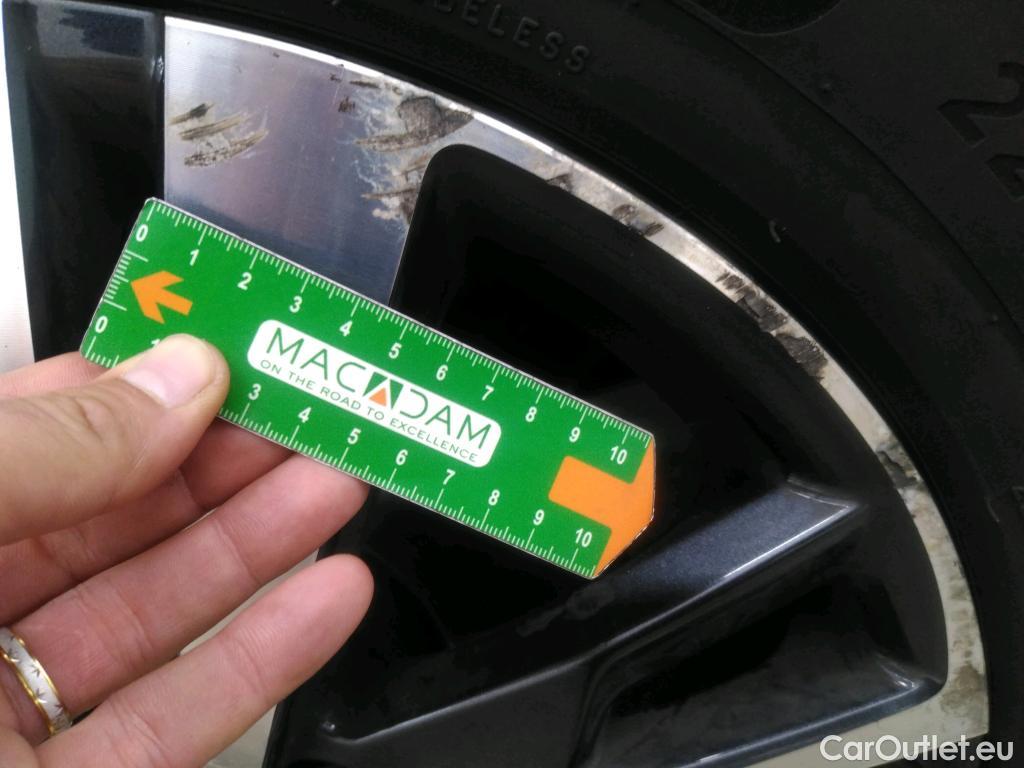 ELESS
24
0 1 2 3 4 5 6 7 8 9 10
MACADAM
ON THE ROAD TO EXCELLENCE
0 1 3 4 5 6 7 8 9 10
CarOutlet.eu